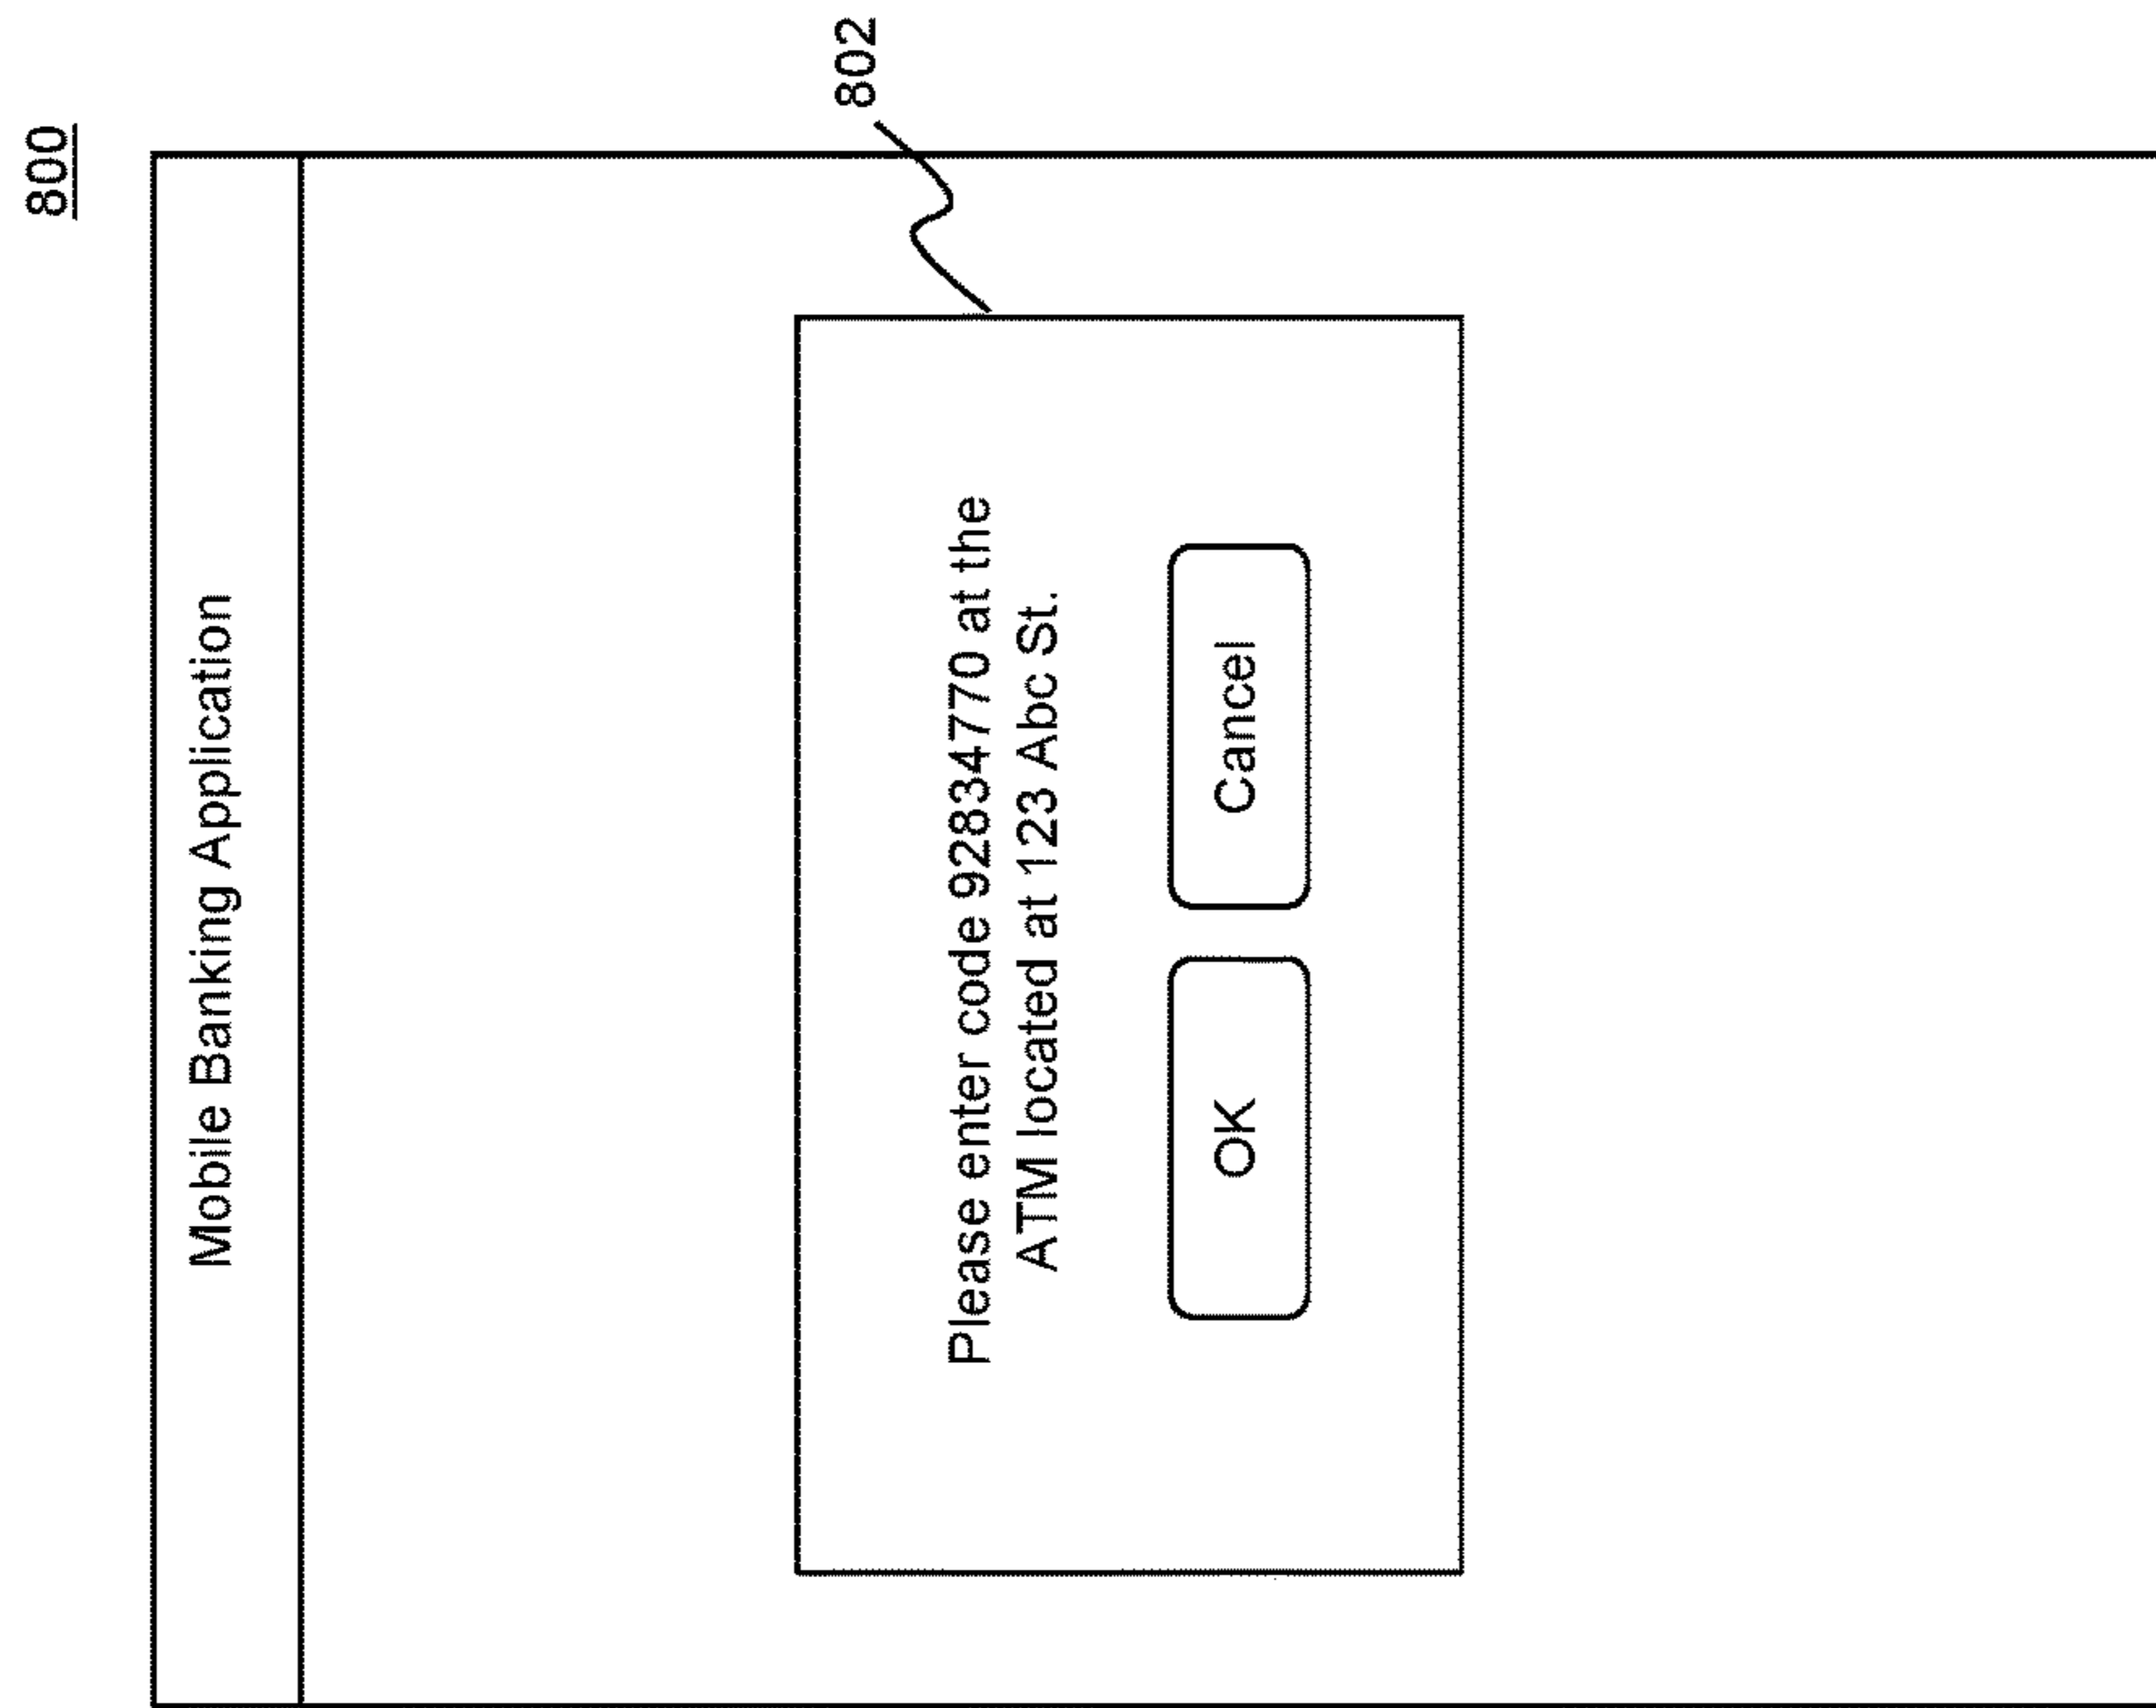 800
Mobile Banking Application
802
Please enter code 92834770 at the
ATM located at 123 Abc St.
OK
Cancel